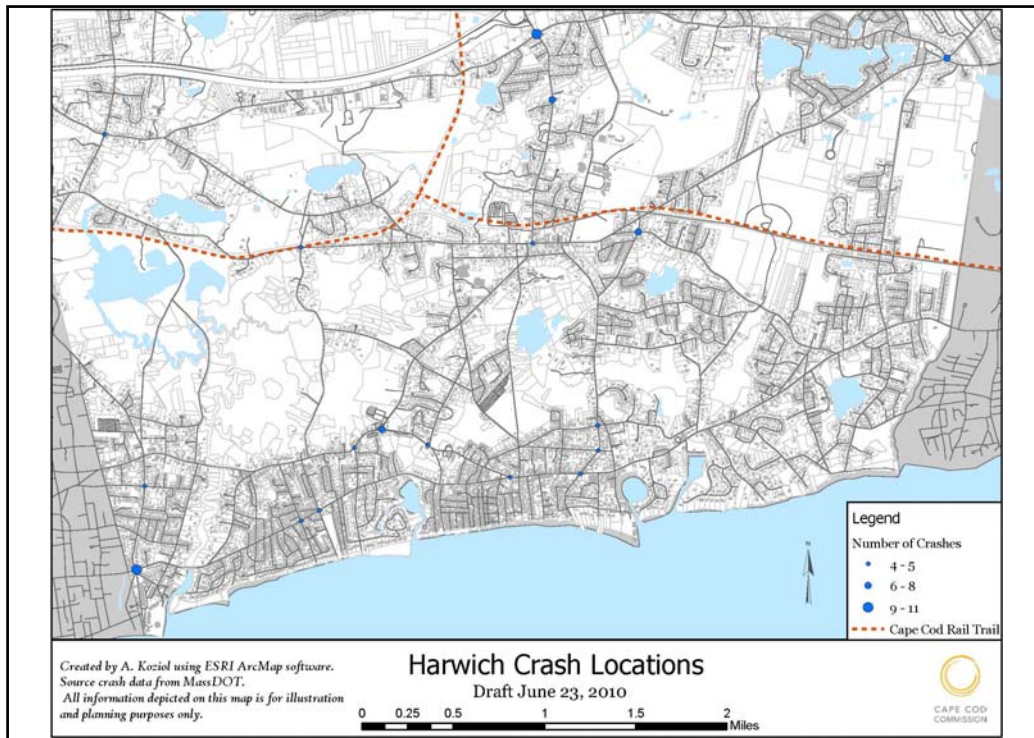 N
Legend
Number of Crashes
4 - 5
6 - 8
9 - 11
Cape Cod Rail Trail
Created by A. Koziol using ESRI ArcMap software.
Source crash data from MassDOT.
All information depicted on this map is for illustration
and planning purposes only.
Harwich Crash Locations
Draft June 23, 2010
0 0.25 0.5 1 1.5 2
Miles
CAPE COD
COMMISSION